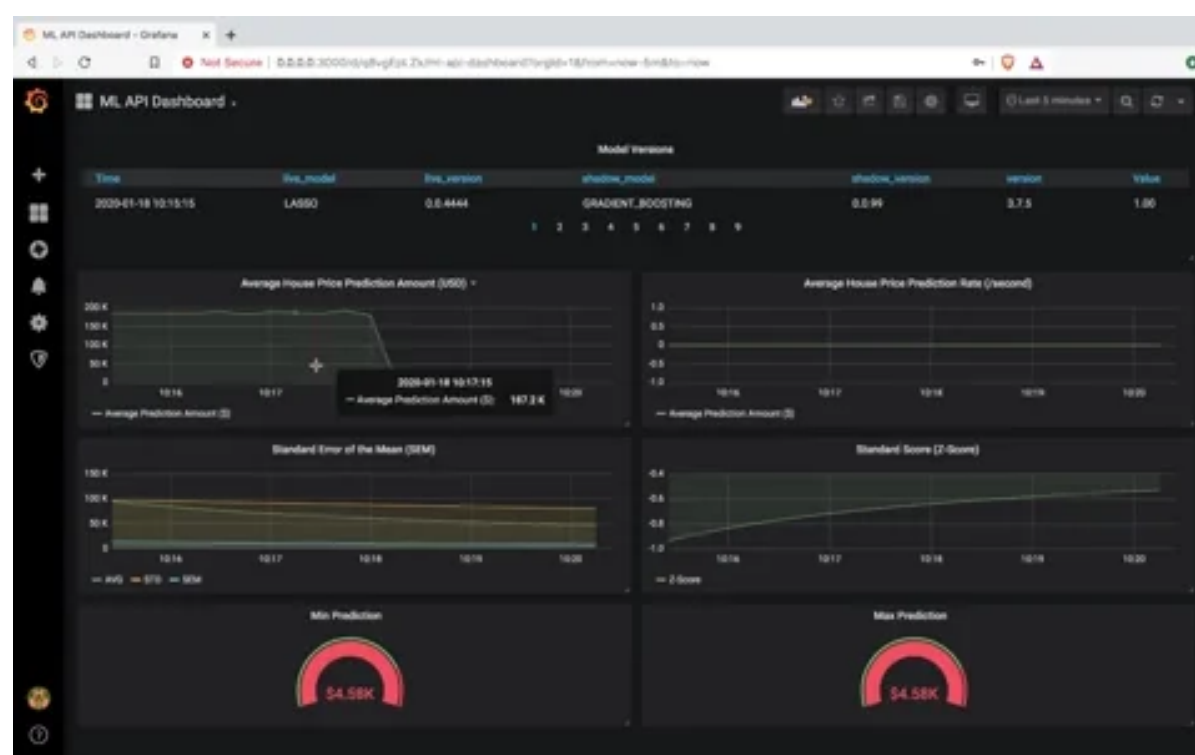 ML API Dashboard - Grafana
Not Secure
ML API Dashboard
Last 5 minutes
Model Versions
Time live_model live_version shadow_model shadow_version version Value
2020-01-18 10:15:15 LASSO 0.0.4444 GRADIENT_BOOSTING 0.0.99 3.7.5 1.00
1 2 3 4 5 6 7 8 9
Average House Price Prediction Amount (USD)
200 K
150 K
100 K
50 K
0
10:16 10:17 10:20
2020-01-18 10:17:15
Average Prediction Amount ($): 187.2 K
Average Prediction Amount ($)
Average House Price Prediction Rate (/second)
1.0
0.5
0
-0.5
-1.0
10:16 10:17 10:18 10:19 10:20
Average Prediction Amount ($)
Standard Error of the Mean (SEM)
150 K
100 K
50 K
0
10:16 10:17 10:18 10:19 10:20
AVG STD SEM
Standard Score (Z-Score)
-0.4
-0.6
-0.8
-1.0
10:16 10:17 10:18 10:19 10:20
Z-Score
Min Prediction
$4.58K
Max Prediction
$4.58K